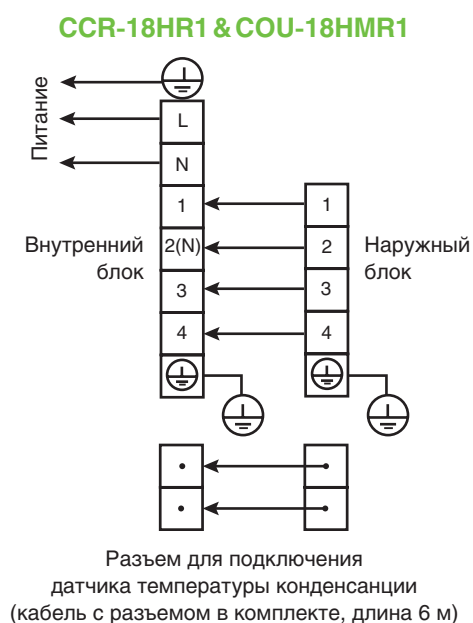 CCR-18HR1 & COU-18HMR1
Питание
L
N
1 1
Внутренний 2(N) 2 Наружный
блок 3 3 блок
4 4
Разъем для подключения
датчика температуры конденсанции
(кабель с разъемом в комплекте, длина 6 м)